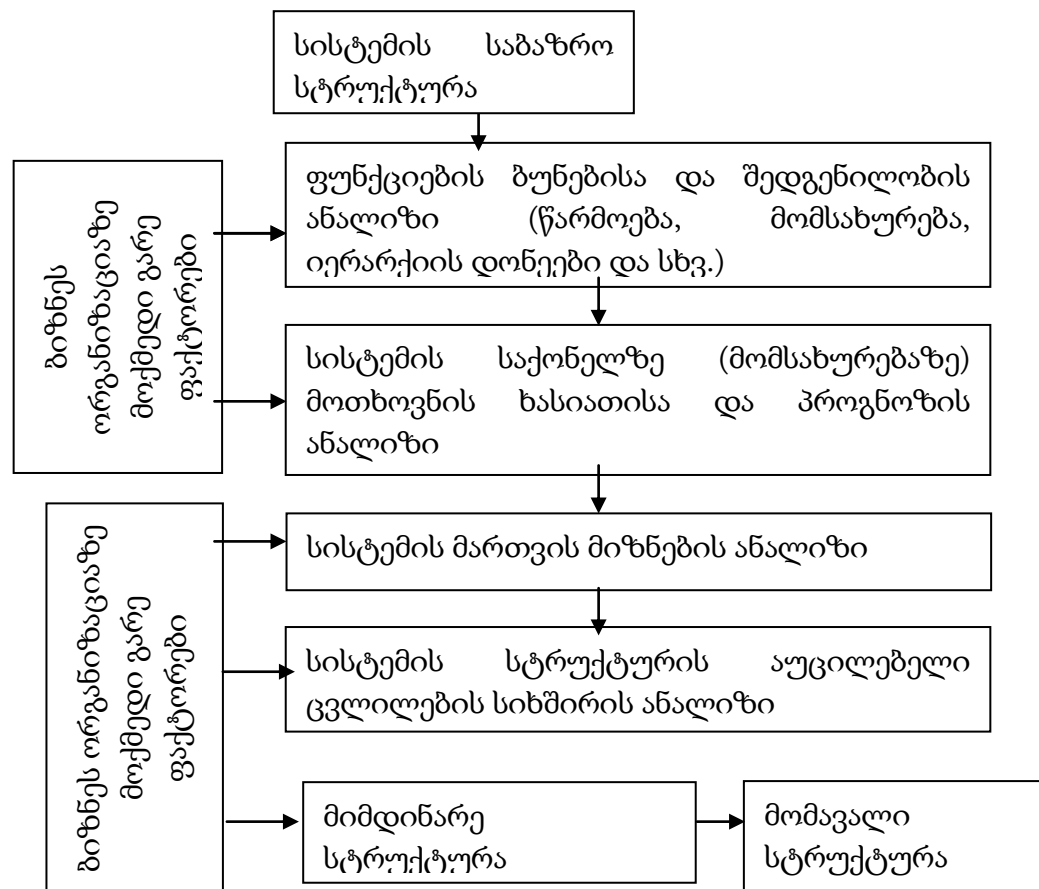 სისტემის საბაზრო
სტრუქტურა
ბიზნეს
ორგანიზაციაზე
მოქმედი გარე
ფაქტორები
ფუნქციების ბუნებისა და შედგენილობის
ანალიზი (წარმოება, მომსახურება,
იერარქიის დონეები და სხვ.)
სისტემის საქონელზე (მომსახურებაზე)
მოთხოვნის ხასიათისა და პროგნოზის
ანალიზი
ბიზნეს ორგანიზაციაზე
მოქმედი გარე
ფაქტორები
სისტემის მართვის მიზნების ანალიზი
სისტემის სტრუქტურის აუცილებელი
ცვლილების სიხშირის ანალიზი
მიმდინარე
სტრუქტურა
მომავალი
სტრუქტურა